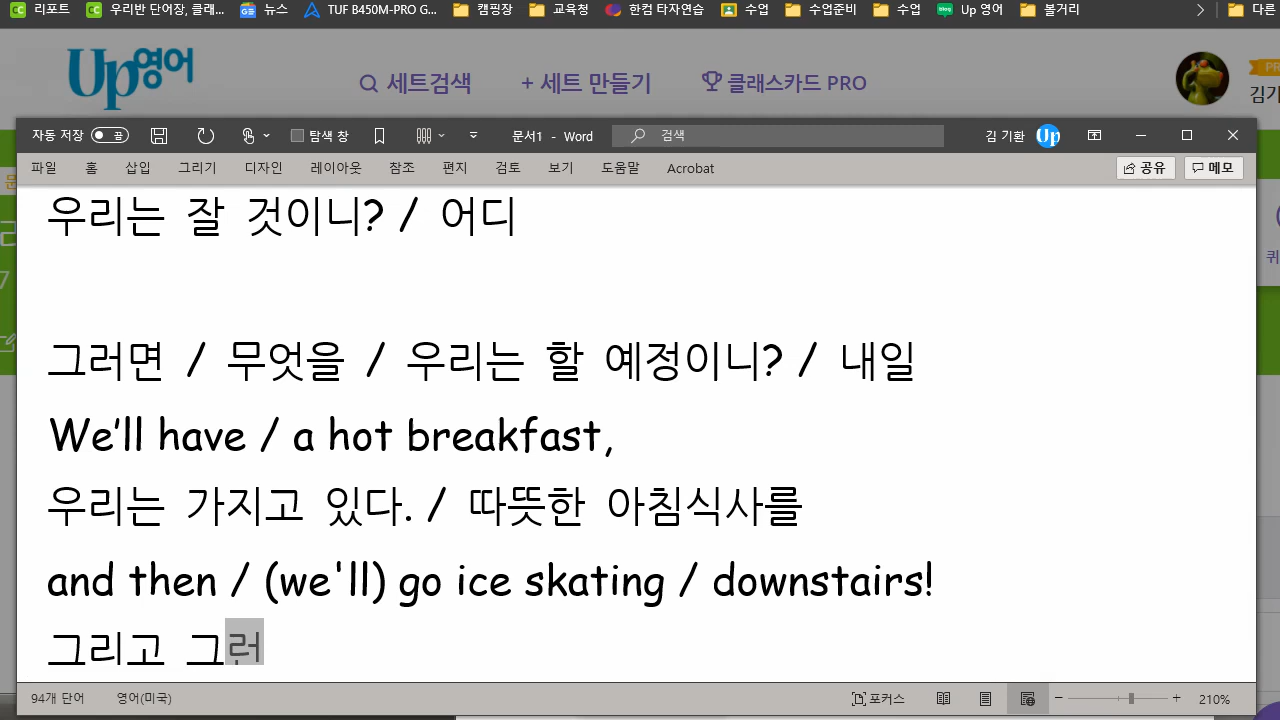 리포트 우리반 단어장, 클래... 뉴스 TUF B450M-PRO G... 캠핑장 교육청 한컴 타자연습 수업 수업준비 수업 Up 영어 볼거리 다른
Up영어 세트검색 + 세트 만들기 클래스카드 PRO
자동 저장 끔 탐색 창 문서1 - Word 검색 김 기환 Up
파일 홈 삽입 그리기 디자인 레이아웃 참조 편지 검토 보기 도움말 Acrobat 공유 메모
우리는 잘 것이니? / 어디
그러면 / 무엇을 / 우리는 할 예정이니? / 내일
We’ll have / a hot breakfast,
우리는 가지고 있다. / 따뜻한 아침식사를
and then / (we'll) go ice skating / downstairs!
그리고 그런
94개 단어 영어(미국) 포커스 210%